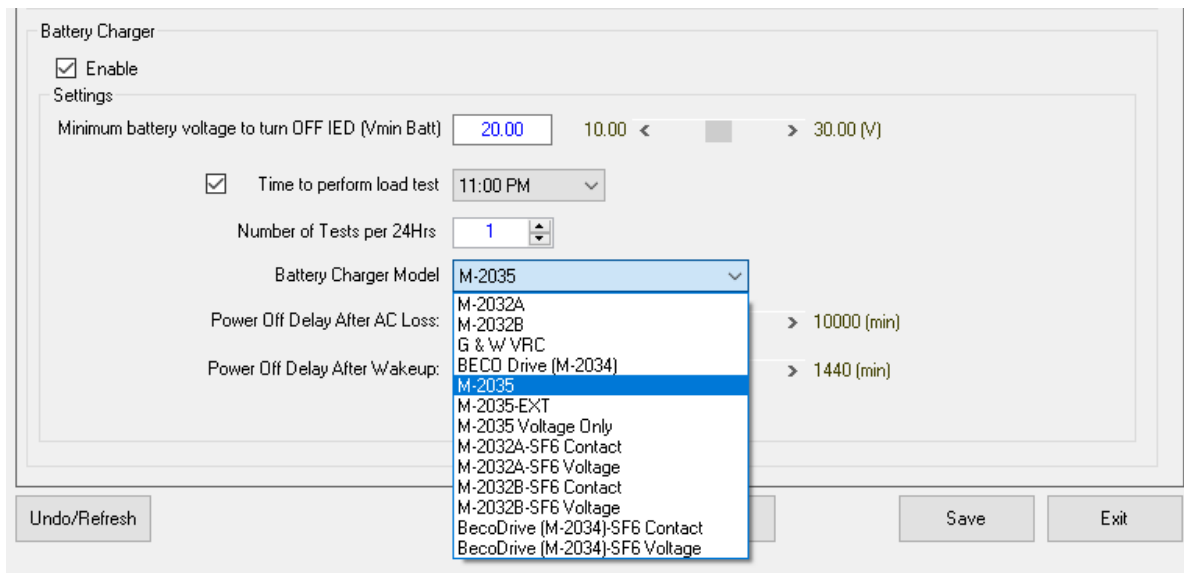 Battery Charger
Enable
Settings
Minimum battery voltage to turn OFF IED (Vmin Batt) 20.00 10.00 < > 30.00 (V)
Time to perform load test 11:00 PM
Number of Tests per 24Hrs 1
Battery Charger Model M-2035
M-2032A
Power Off Delay After AC Loss: M-2032B > 10000 (min)
G & W VRC
Power Off Delay After Wakeup: BECO Drive (M-2034) > 1440 (min)
M-2035
M-2035-EXT
M-2035 Voltage Only
M-2032A-SF6 Contact
M-2032A-SF6 Voltage
M-2032B-SF6 Contact
M-2032B-SF6 Voltage
BecoDrive (M-2034)-SF6 Contact
BecoDrive (M-2034)-SF6 Voltage
Undo/Refresh Save Exit